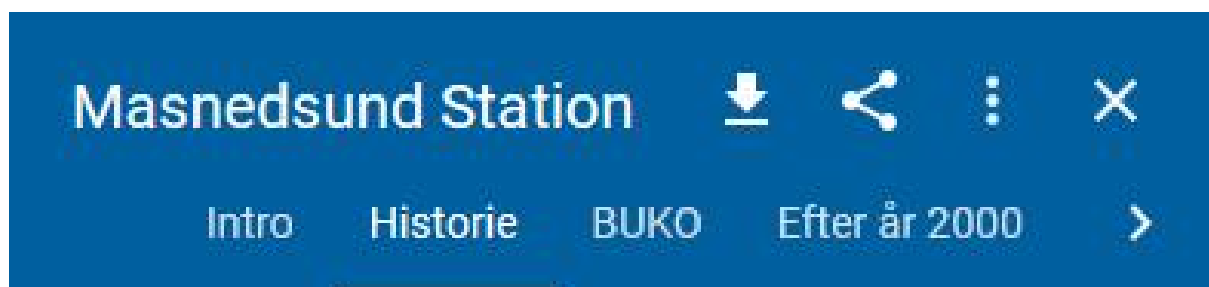 Masnedsund Station
Intro Historie BUKO Efter år 2000